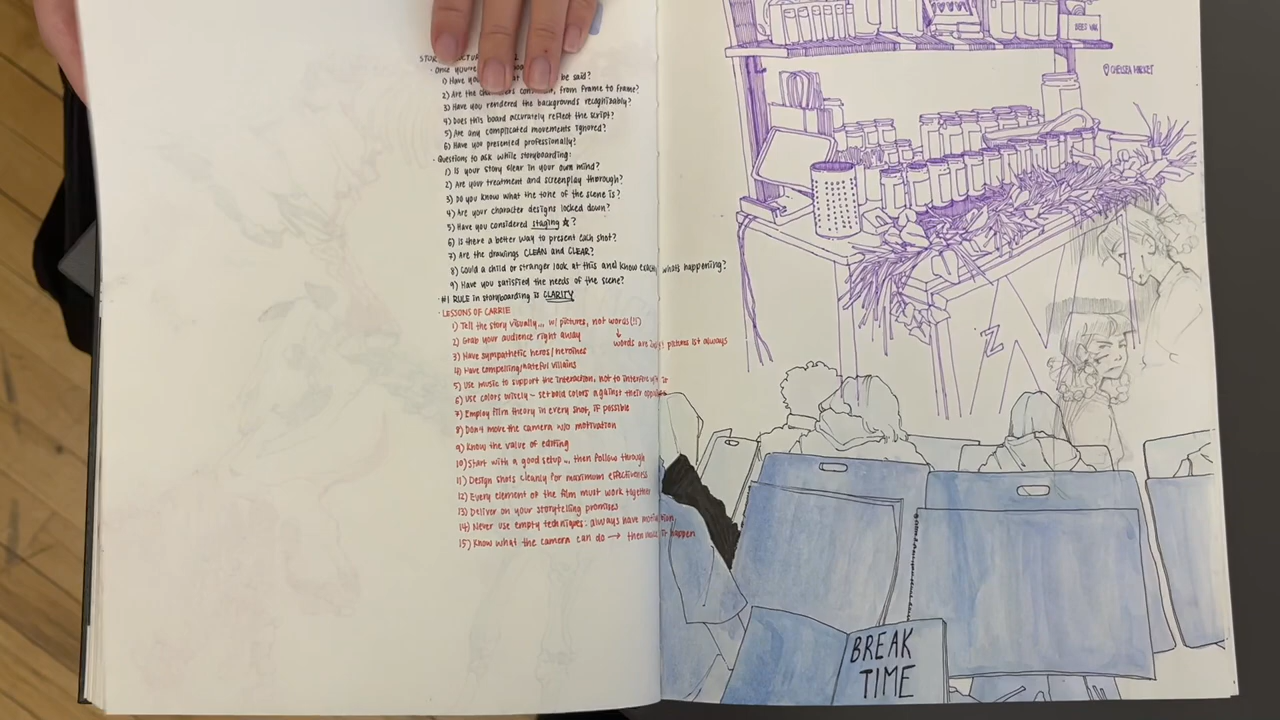 · Once you're
1) Have you be said?
2) Are the consistent, from frame to frame?
3) Have you rendered the backgrounds recognizably?
4) Does this board accurately reflect the script?
5) Are any complicated movements ignored?
6) Have you presented professionally?
· Questions to ask while storyboarding:
1) Is your story clear in your own mind?
2) Are your treatment and screenplay thorough?
3) Do you know what the tone of the scene is?
4) Are your character designs locked down?
5) Have you considered staging ☆?
6) Is there a better way to present each shot?
7) Are the drawings CLEAN and CLEAR?
8) Could a child or stranger look at this and know exactly what's happening?
9) Have you satisfied the needs of the scene?
· #1 RULE in storyboarding is CLARITY
· LESSONS OF CARRIE
1) Tell the story visually... w/ pictures, not words (!!)
words are pictures 1st always
2) Grab your audience right away
3) Have sympathetic heros/heroines
4) Have compelling/hateful villains
5) Use music to support the interaction, not to interfere w/ it
6) Use colors wisely - set bold colors against their
7) Employ film theory in every shot, if possible
8) Don't move the camera w/o motivation
9) Know the value of editing
10) Start with a good setup... then follow through
11) Design shots cleanly for maximum effectiveness
12) Every element of the film must work together
13) Deliver on your storytelling promises
14) Never use empty techniques: always have motivation,
15) Know what the camera can do → then make it happen
BEES WAX
CHELSEA MARKET
Z
BREAK
TIME